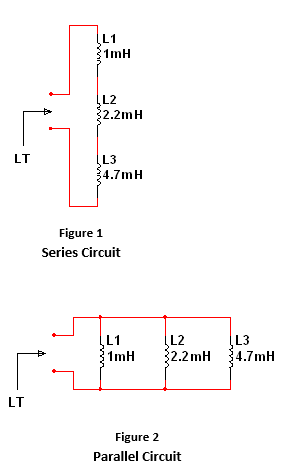 L1
1mH
L2
2.2mH
LT
L3
4.7mH
Figure 1
Series Circuit
L1 L2 L3
1mH 2.2mH 4.7mH
LT
Figure 2
Parallel Circuit